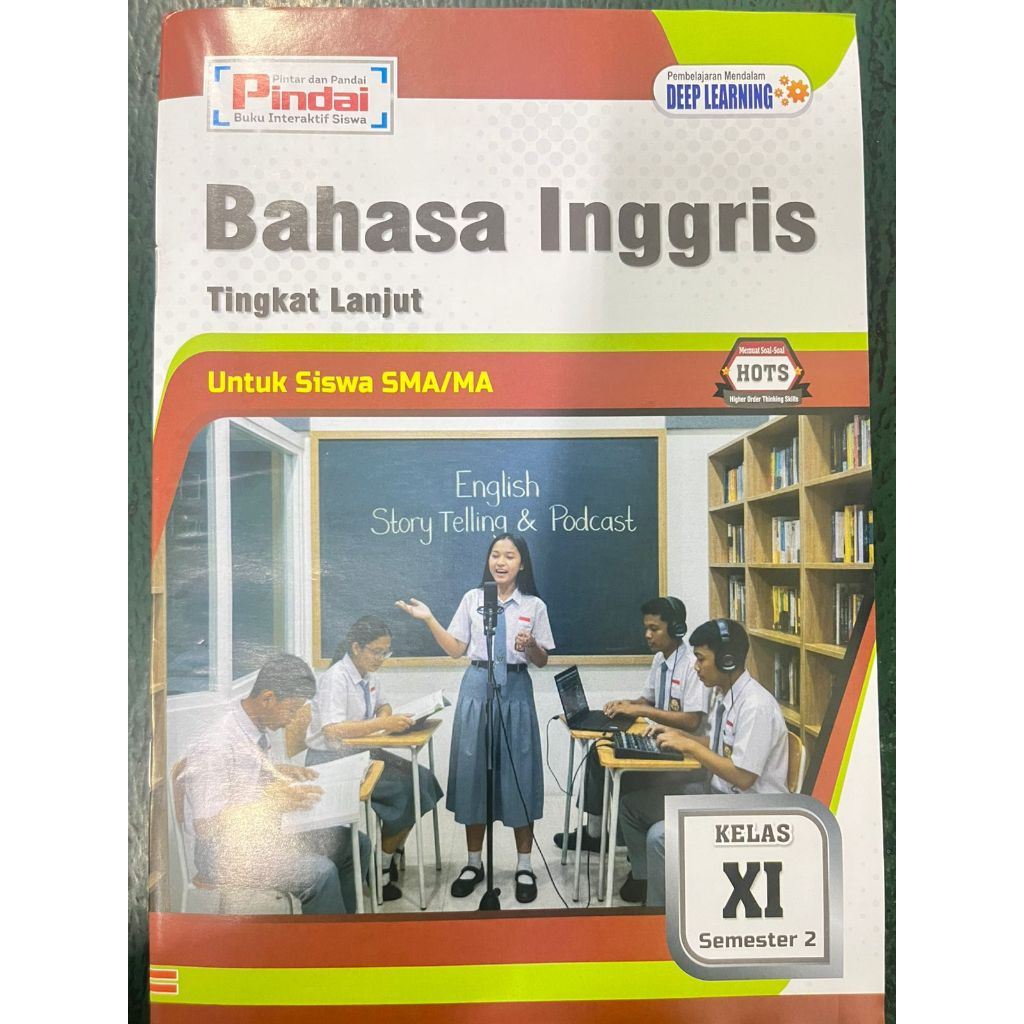 Pintar dan Pandai
Pindai
Buku Interaktif Siswa
Pembelajaran Mendalam
DEEP LEARNING
Bahasa Inggris
Tingkat Lanjut
Untuk Siswa SMA/MA
Memuat Soal-Soal
HOTS
Higher Order Thinking Skills
English
Story Telling & Podcast
KELAS
XI
Semester 2